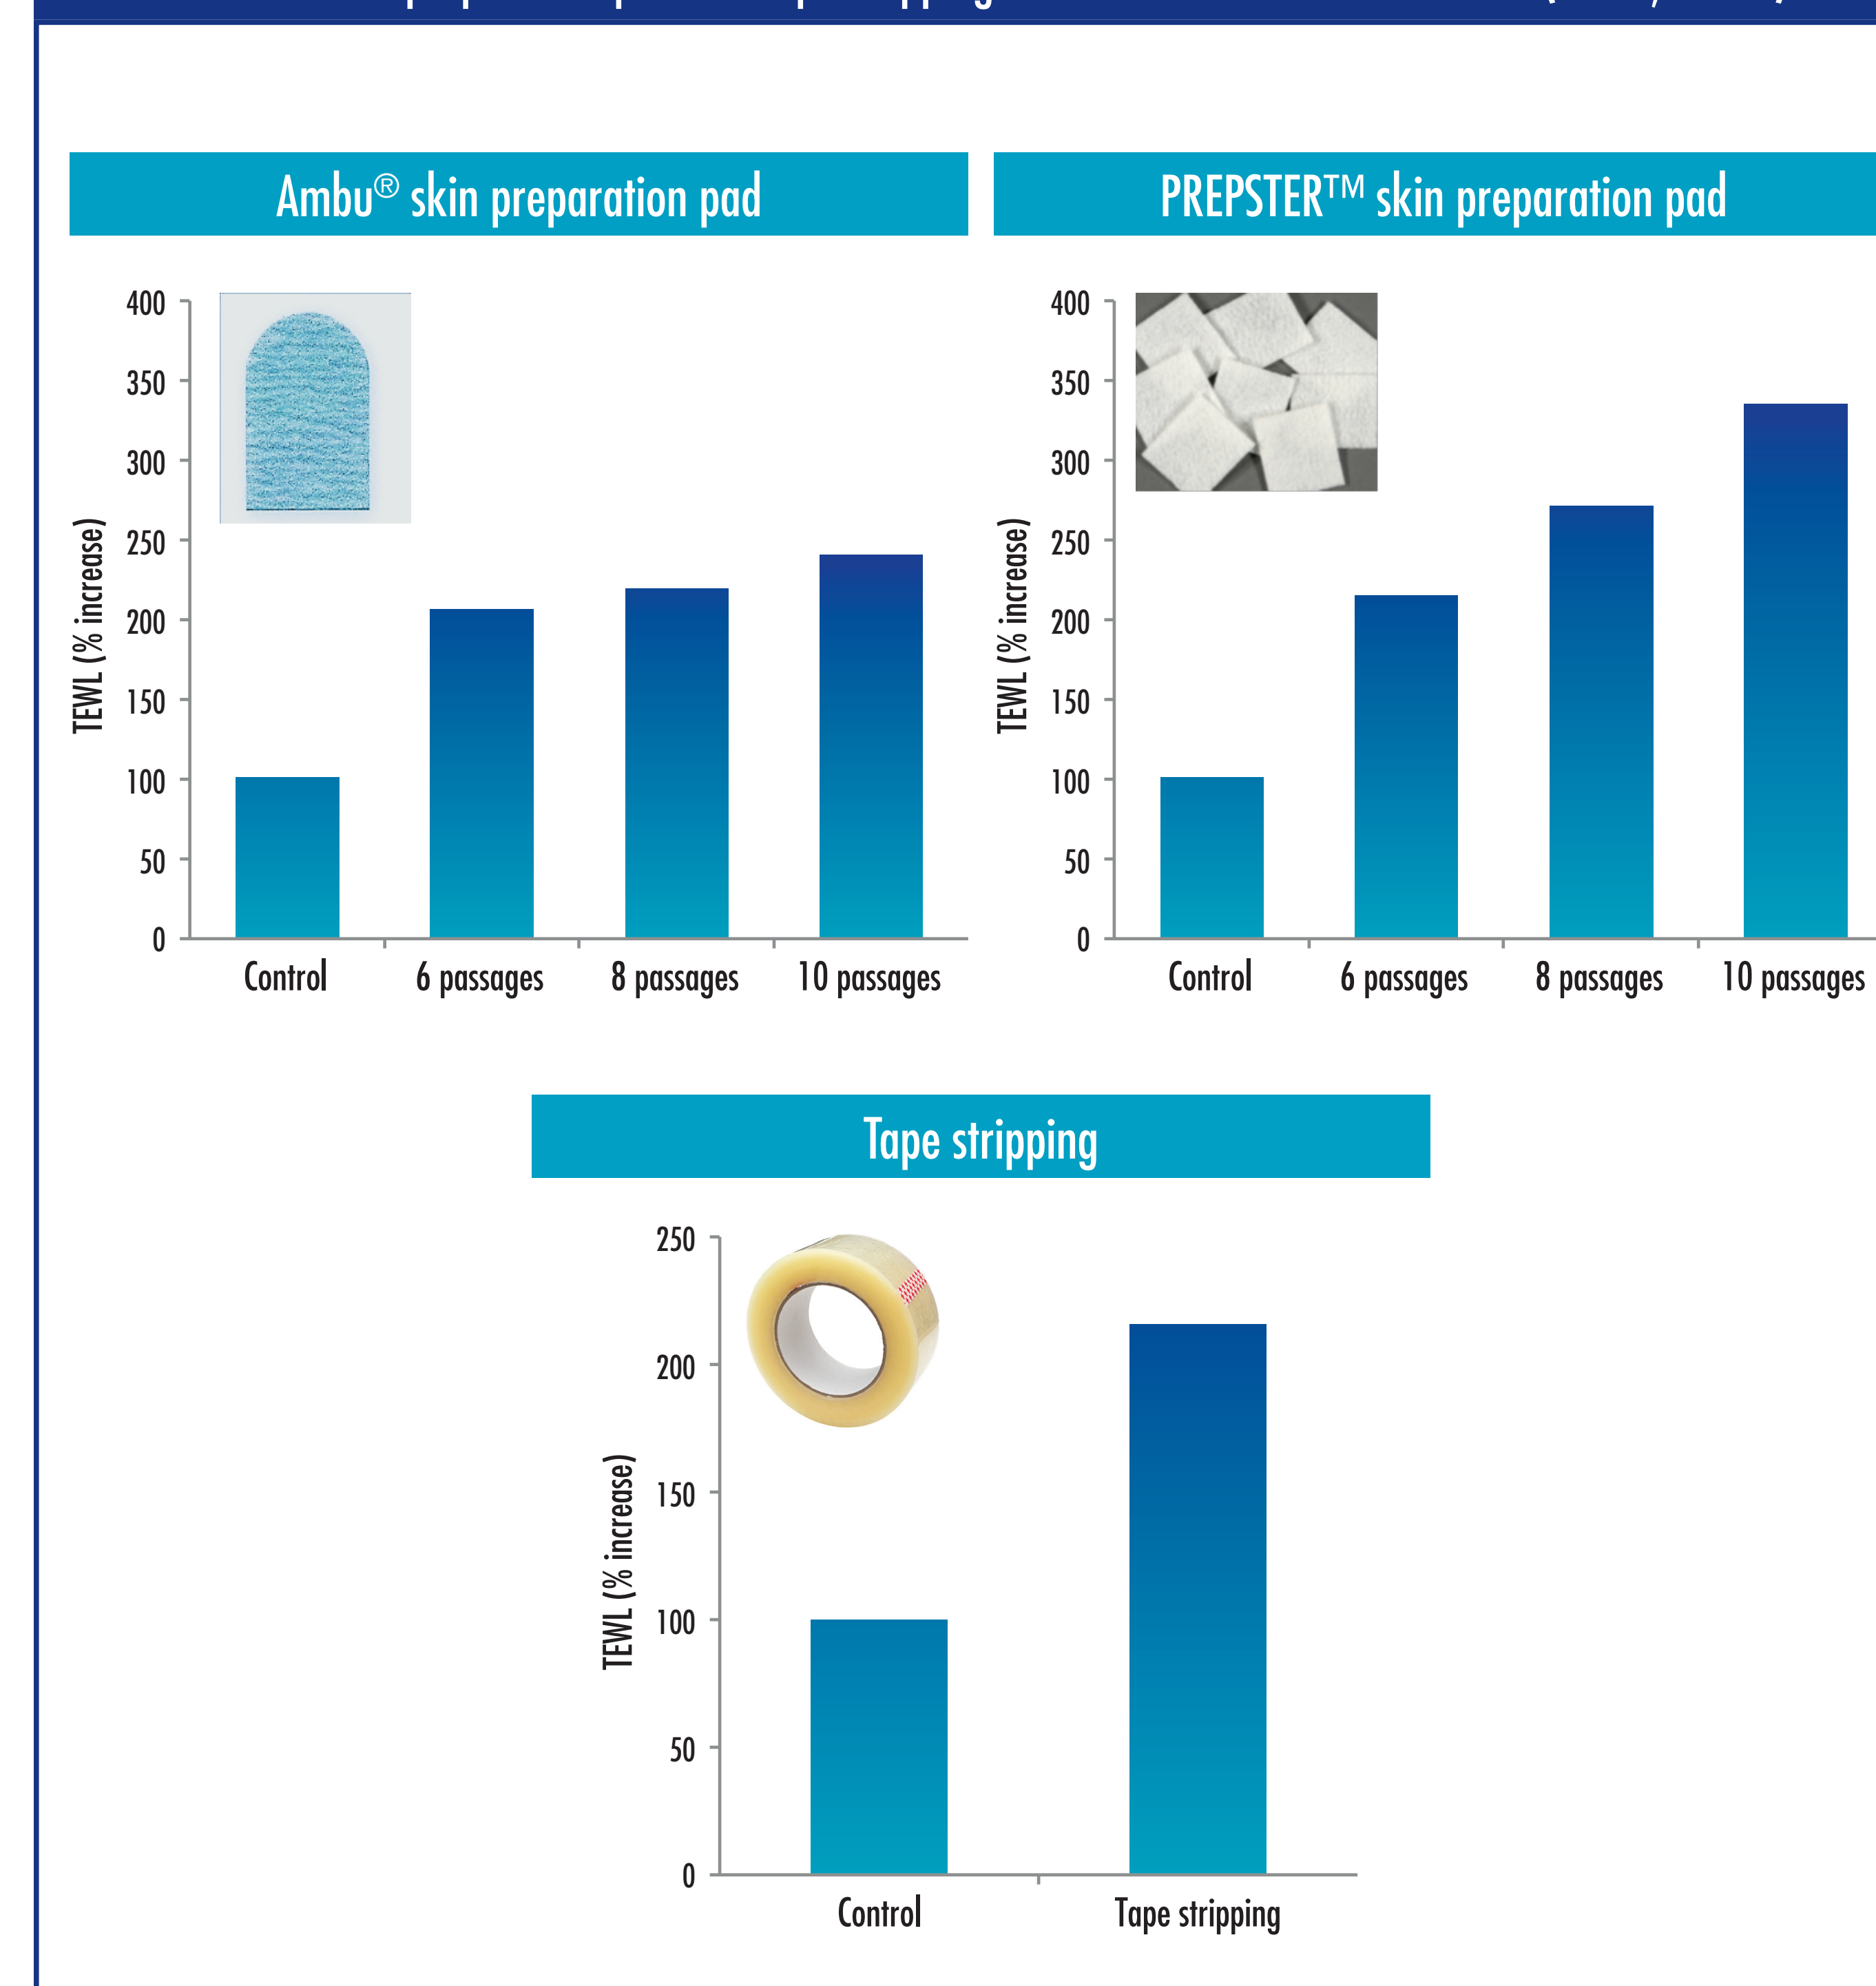 Ambu® skin preparation pad
PREPSTER™ skin preparation pad
TEWL (% increase)
400
350
300
250
200
150
100
50
0
Control
6 passages
8 passages
10 passages
TEWL (% increase)
400
350
300
250
200
150
100
50
0
Control
6 passages
8 passages
10 passages
Tape stripping
TEWL (% increase)
250
200
150
100
50
0
Control
Tape stripping